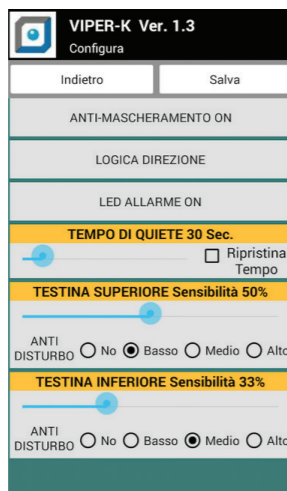 VIPER-K Ver. 1.3
Configura
Indietro Salva
ANTI-MASCHERAMENTO ON
LOGICA DIREZIONE
LED ALLARME ON
TEMPO DI QUIETE 30 Sec.
Ripristina
Tempo
TESTINA SUPERIORE Sensibilità 50%
ANTI
DISTURBO No Basso Medio Alto
TESTINA INFERIORE Sensibilità 33%
ANTI
DISTURBO No Basso Medio Alto